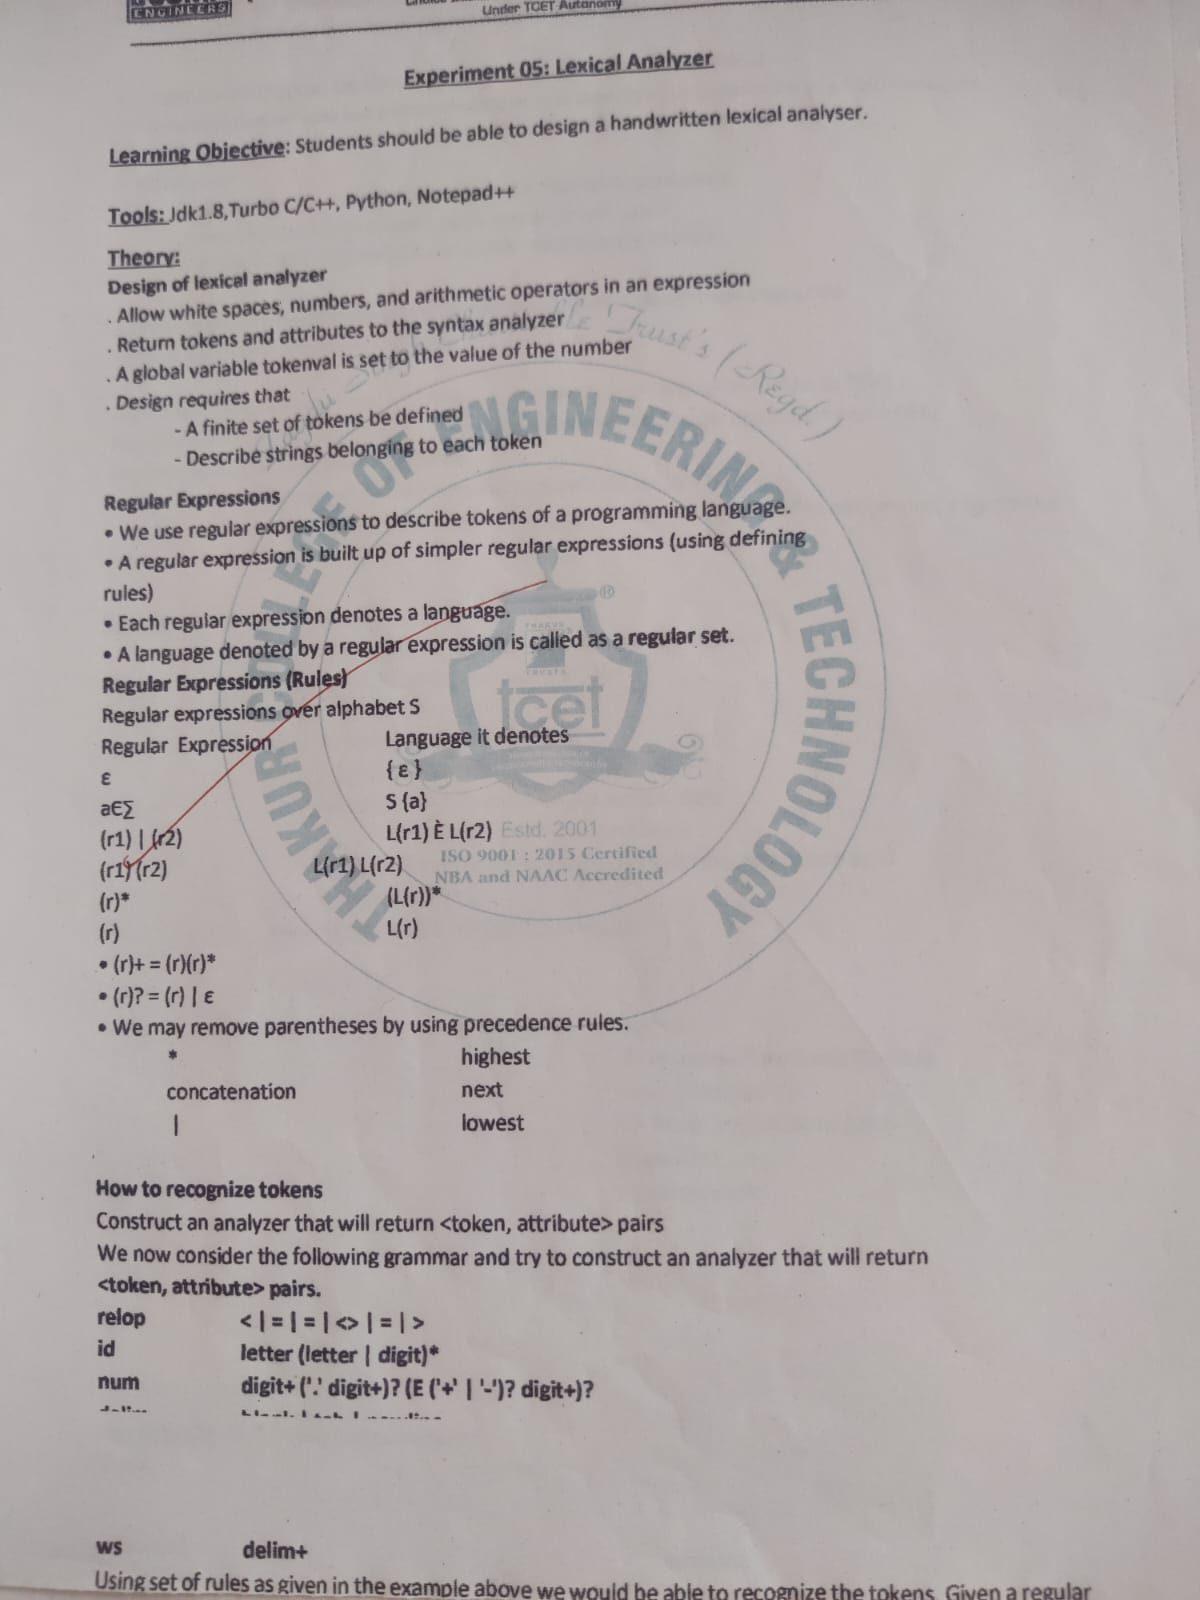 ENGINEERS
Under TCET Autonomy
Experiment 05: Lexical Analyzer
Learning Objective: Students should be able to design a handwritten lexical analyser.
Tools: Jdk1.8,Turbo C/C++, Python, Notepad++
Theory:
Design of lexical analyzer
. Allow white spaces, numbers, and arithmetic operators in an expression
. Return tokens and attributes to the syntax analyzer
. A global variable tokenval is set to the value of the number
. Design requires that
- A finite set of tokens be defined
- Describe strings belonging to each token
Trust's (Regd.)
THAKUR COLLEGE OF ENGINEERING & TECHNOLOGY
Regular Expressions
• We use regular expressions to describe tokens of a programming language.
• A regular expression is built up of simpler regular expressions (using defining
rules)
• Each regular expression denotes a language.
• A language denoted by a regular expression is called as a regular set.
tcet
Regular Expressions (Rules)
Regular expressions over alphabet S
Regular Expression Language it denotes
ε { ε }
a∈∑ S {a}
(r1) | (r2) L(r1) È L(r2)
Estd. 2001
(r1) (r2) L(r1) L(r2)
ISO 9001 : 2015 Certified
NBA and NAAC Accredited
(r)* (L(r))*
(r) L(r)
• (r)+ = (r)(r)*
• (r)? = (r) | ε
• We may remove parentheses by using precedence rules.
* highest
concatenation next
| lowest
How to recognize tokens
Construct an analyzer that will return <token, attribute> pairs
We now consider the following grammar and try to construct an analyzer that will return
<token, attribute> pairs.
relop < | = | = | <> | = | >
id letter (letter | digit)*
num digit+ ('.' digit+)? (E ('+' | '-')? digit+)?
ws delim+
Using set of rules as given in the example above we would be able to recognize the tokens. Given a regular